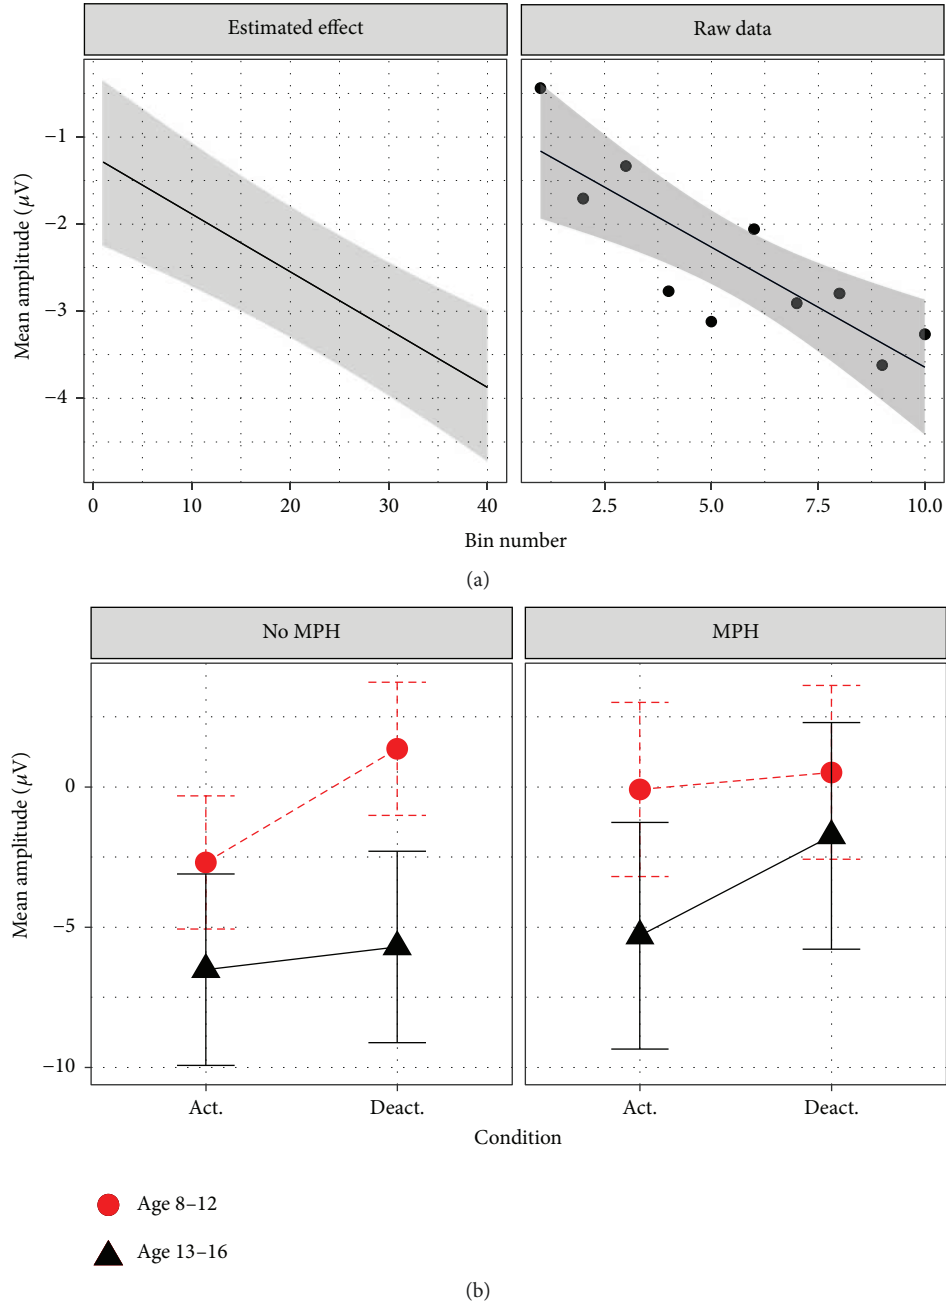 Estimated effect
Raw data
Mean amplitude (μV)
−1
−2
−3
−4
0 10 20 30 40
2.5 5.0 7.5 10.0
Bin number
(a)
No MPH
MPH
Mean amplitude (μV)
0
−5
−10
Act. Deact.
Act. Deact.
Condition
Age 8–12
Age 13–16
(b)